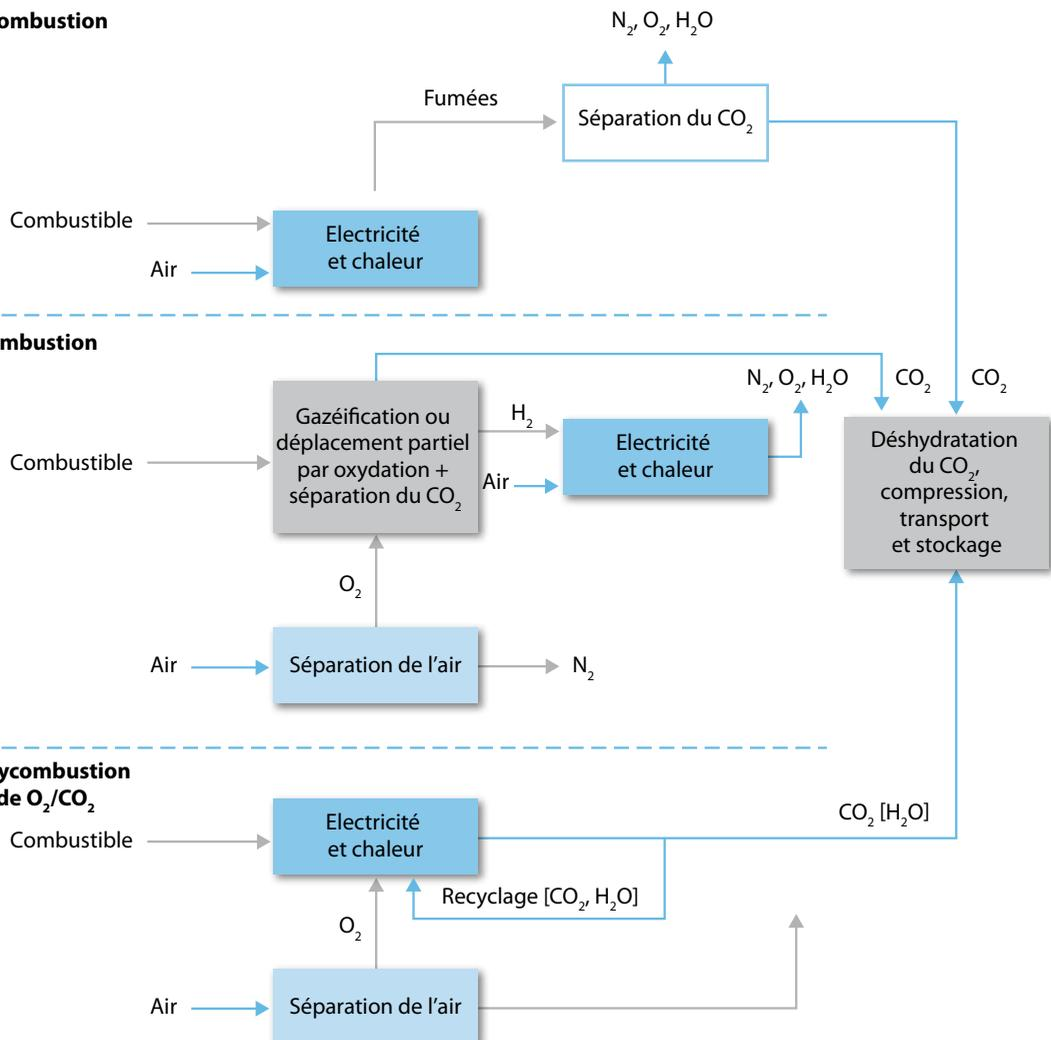 ombustion
N₂, O₂, H₂O
Fumées
Séparation du CO₂
Combustible
Air
Electricité
et chaleur
mbustion
N₂, O₂, H₂O
CO₂
CO₂
Gazéification ou
déplacement partiel
par oxydation +
séparation du CO₂
H₂
Air
Electricité
et chaleur
Combustible
Déshydratation
du CO₂,
compression,
transport
et stockage
O₂
Air
Séparation de l’air
N₂
ycombustion
de O₂/CO₂
Combustible
Electricité
et chaleur
CO₂ [H₂O]
Recyclage [CO₂, H₂O]
O₂
Air
Séparation de l’air